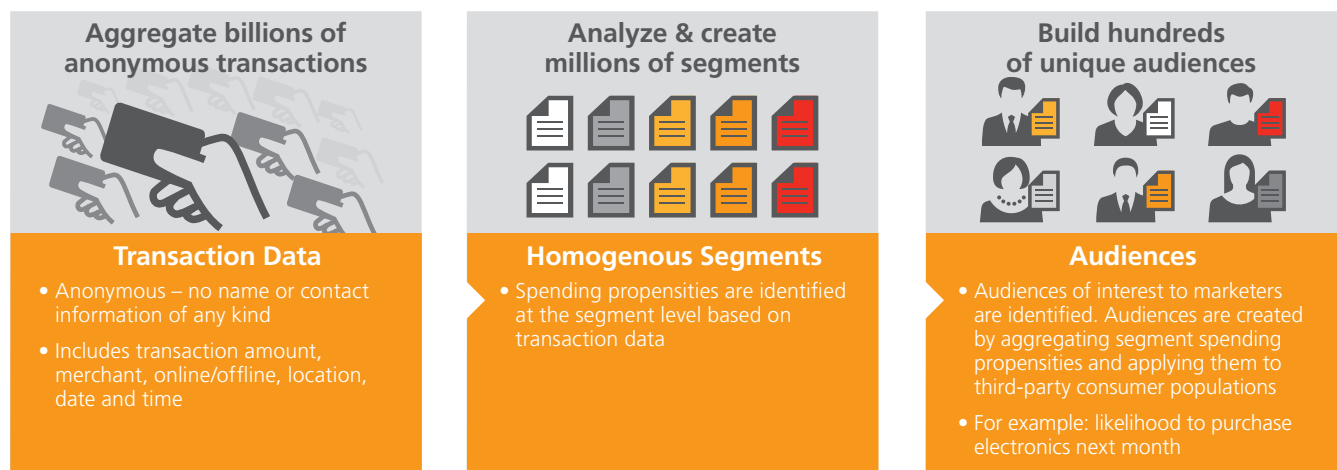 Aggregate billions of
anonymous transactions
Transaction Data
• Anonymous – no name or contact
information of any kind
• Includes transaction amount,
merchant, online/offline, location,
date and time
Analyze & create
millions of segments
Homogenous Segments
• Spending propensities are identified
at the segment level based on
transaction data
Build hundreds
of unique audiences
Audiences
• Audiences of interest to marketers
are identified. Audiences are created
by aggregating segment spending
propensities and applying them to
third-party consumer populations
• For example: likelihood to purchase
electronics next month